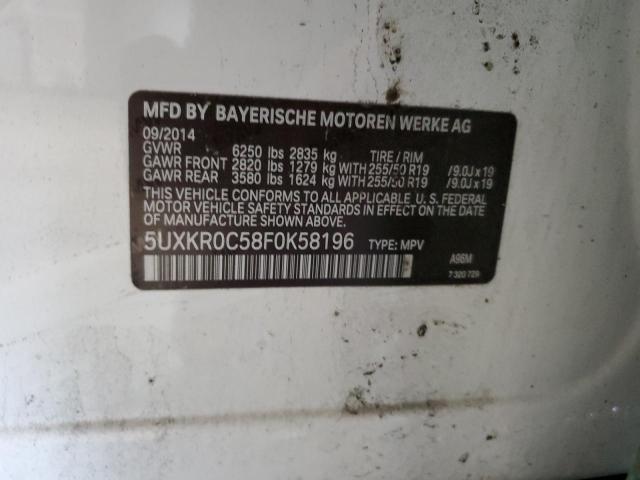 MFD BY BAYERISCHE MOTOREN WERKE AG
09/2014
GVWR 6250 lbs 2835 kg TIRE / RIM
GAWR FRONT 2820 lbs 1279 kg WITH 255/50 R19 /9.0J x 19
GAWR REAR 3580 lbs 1624 kg WITH 255/50 R19 /9.0J x 19
THIS VEHICLE CONFORMS TO ALL APPLICABLE U. S. FEDERAL
MOTOR VEHICLE SAFETY STANDARDS IN EFFECT ON THE DATE OF
MANUFACTURE SHOWN ABOVE.
5UXKR0C58F0K58196 TYPE: MPV
A96M
7 320 729